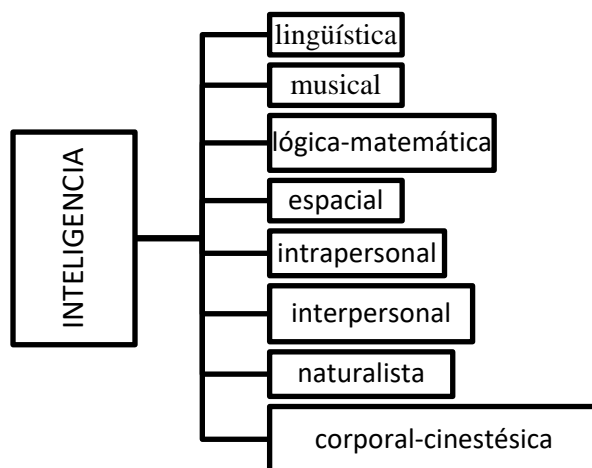 INTELIGENCIA
lingüística
musical
lógica-matemática
espacial
intrapersonal
interpersonal
naturalista
corporal-cinestésica